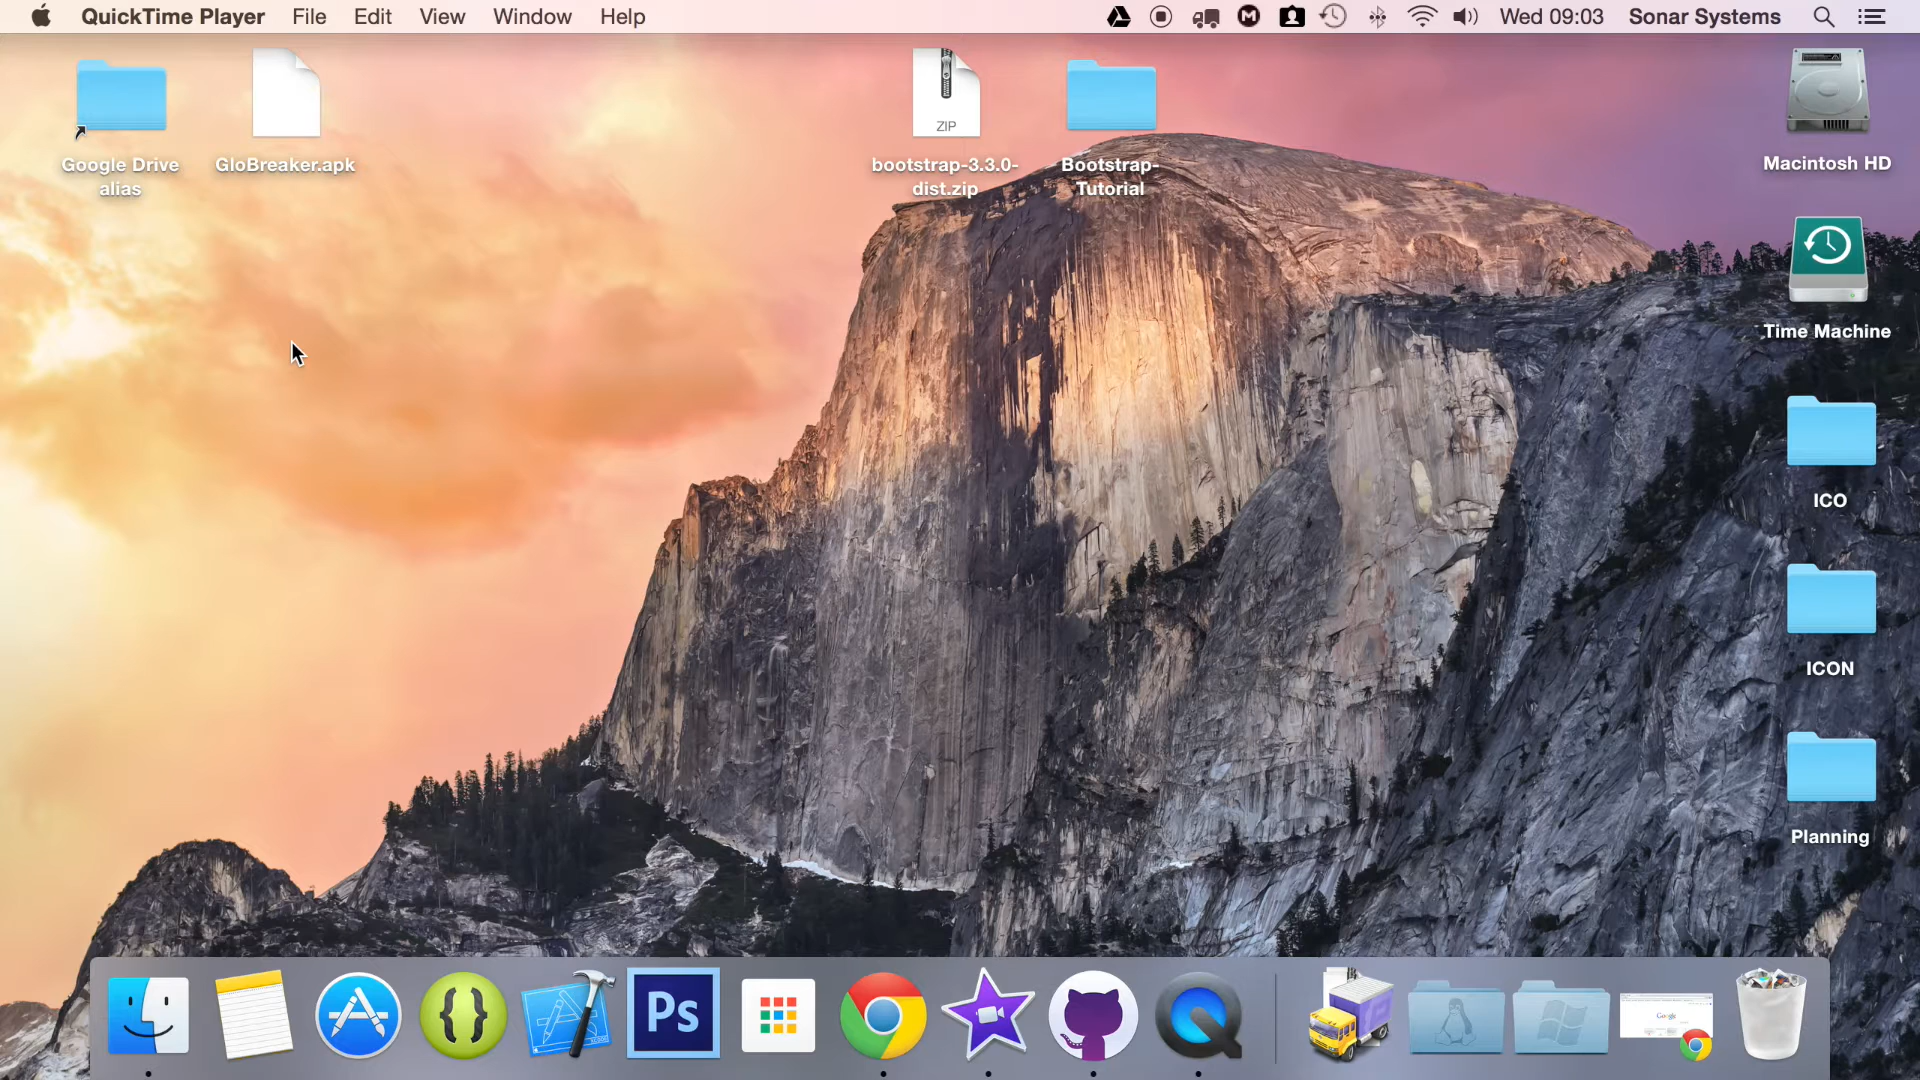 QuickTime Player File Edit View Window Help Wed 09:03 Sonar Systems
Google Drive
alias
GloBreaker.apk
ZIP
bootstrap-3.3.0-
dist.zip
Bootstrap-
Tutorial
Macintosh HD
Time Machine
ICO
ICON
Planning
Ps
Google